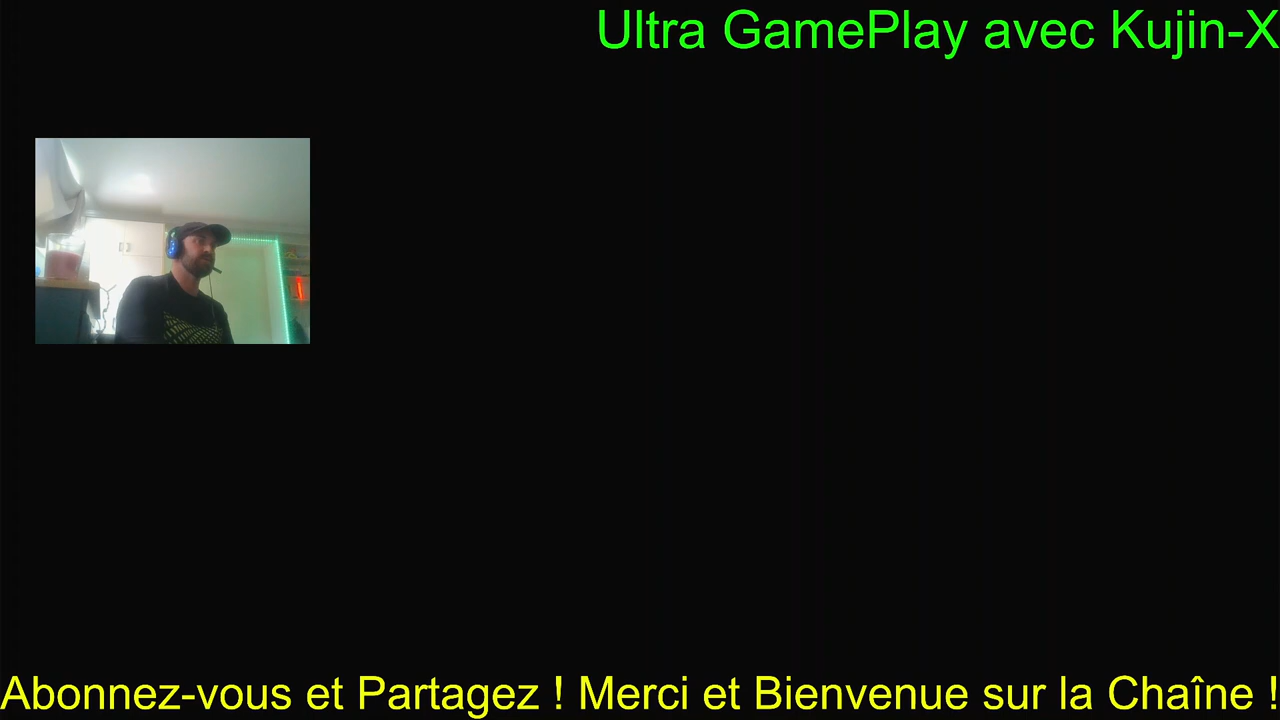 Ultra GamePlay avec Kujin-X
Abonnez-vous et Partagez ! Merci et Bienvenue sur la Chaîne !